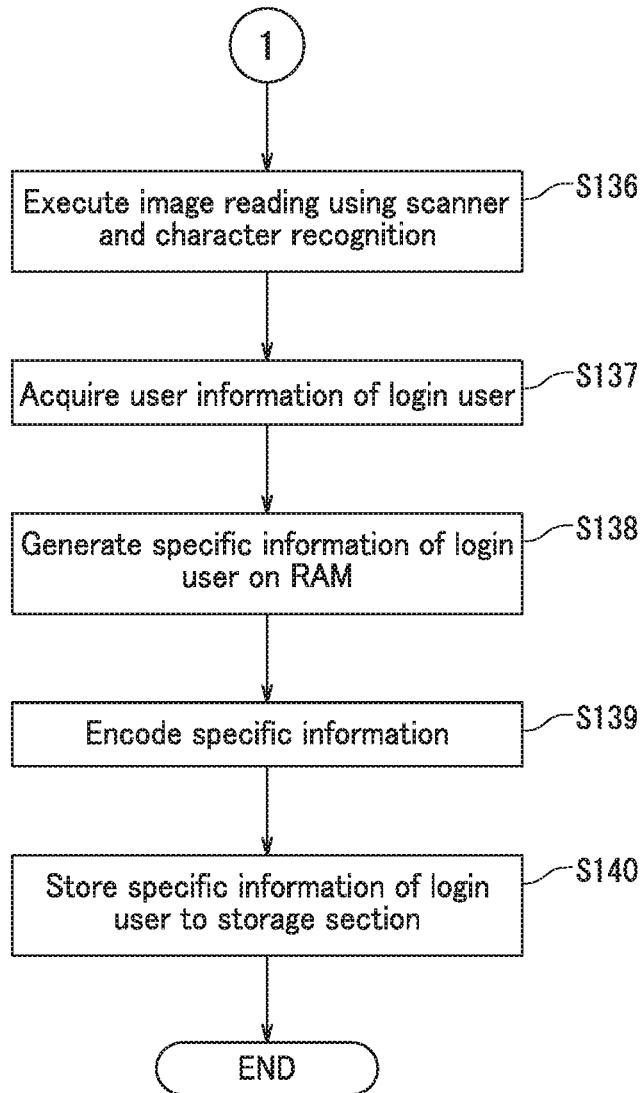 1
Execute image reading using scanner
and character recognition
S136
Acquire user information of login user
S137
Generate specific information of login
user on RAM
S138
Encode specific information
S139
Store specific information of login
user to storage section
S140
END